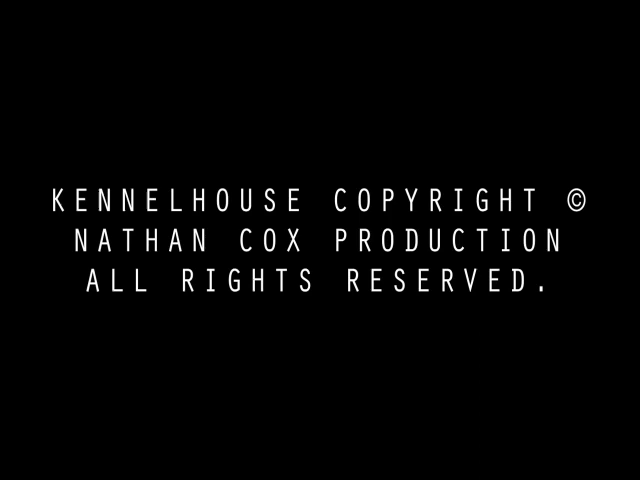 KENNELHOUSE COPYRIGHT ©
NATHAN COX PRODUCTION
ALL RIGHTS RESERVED.